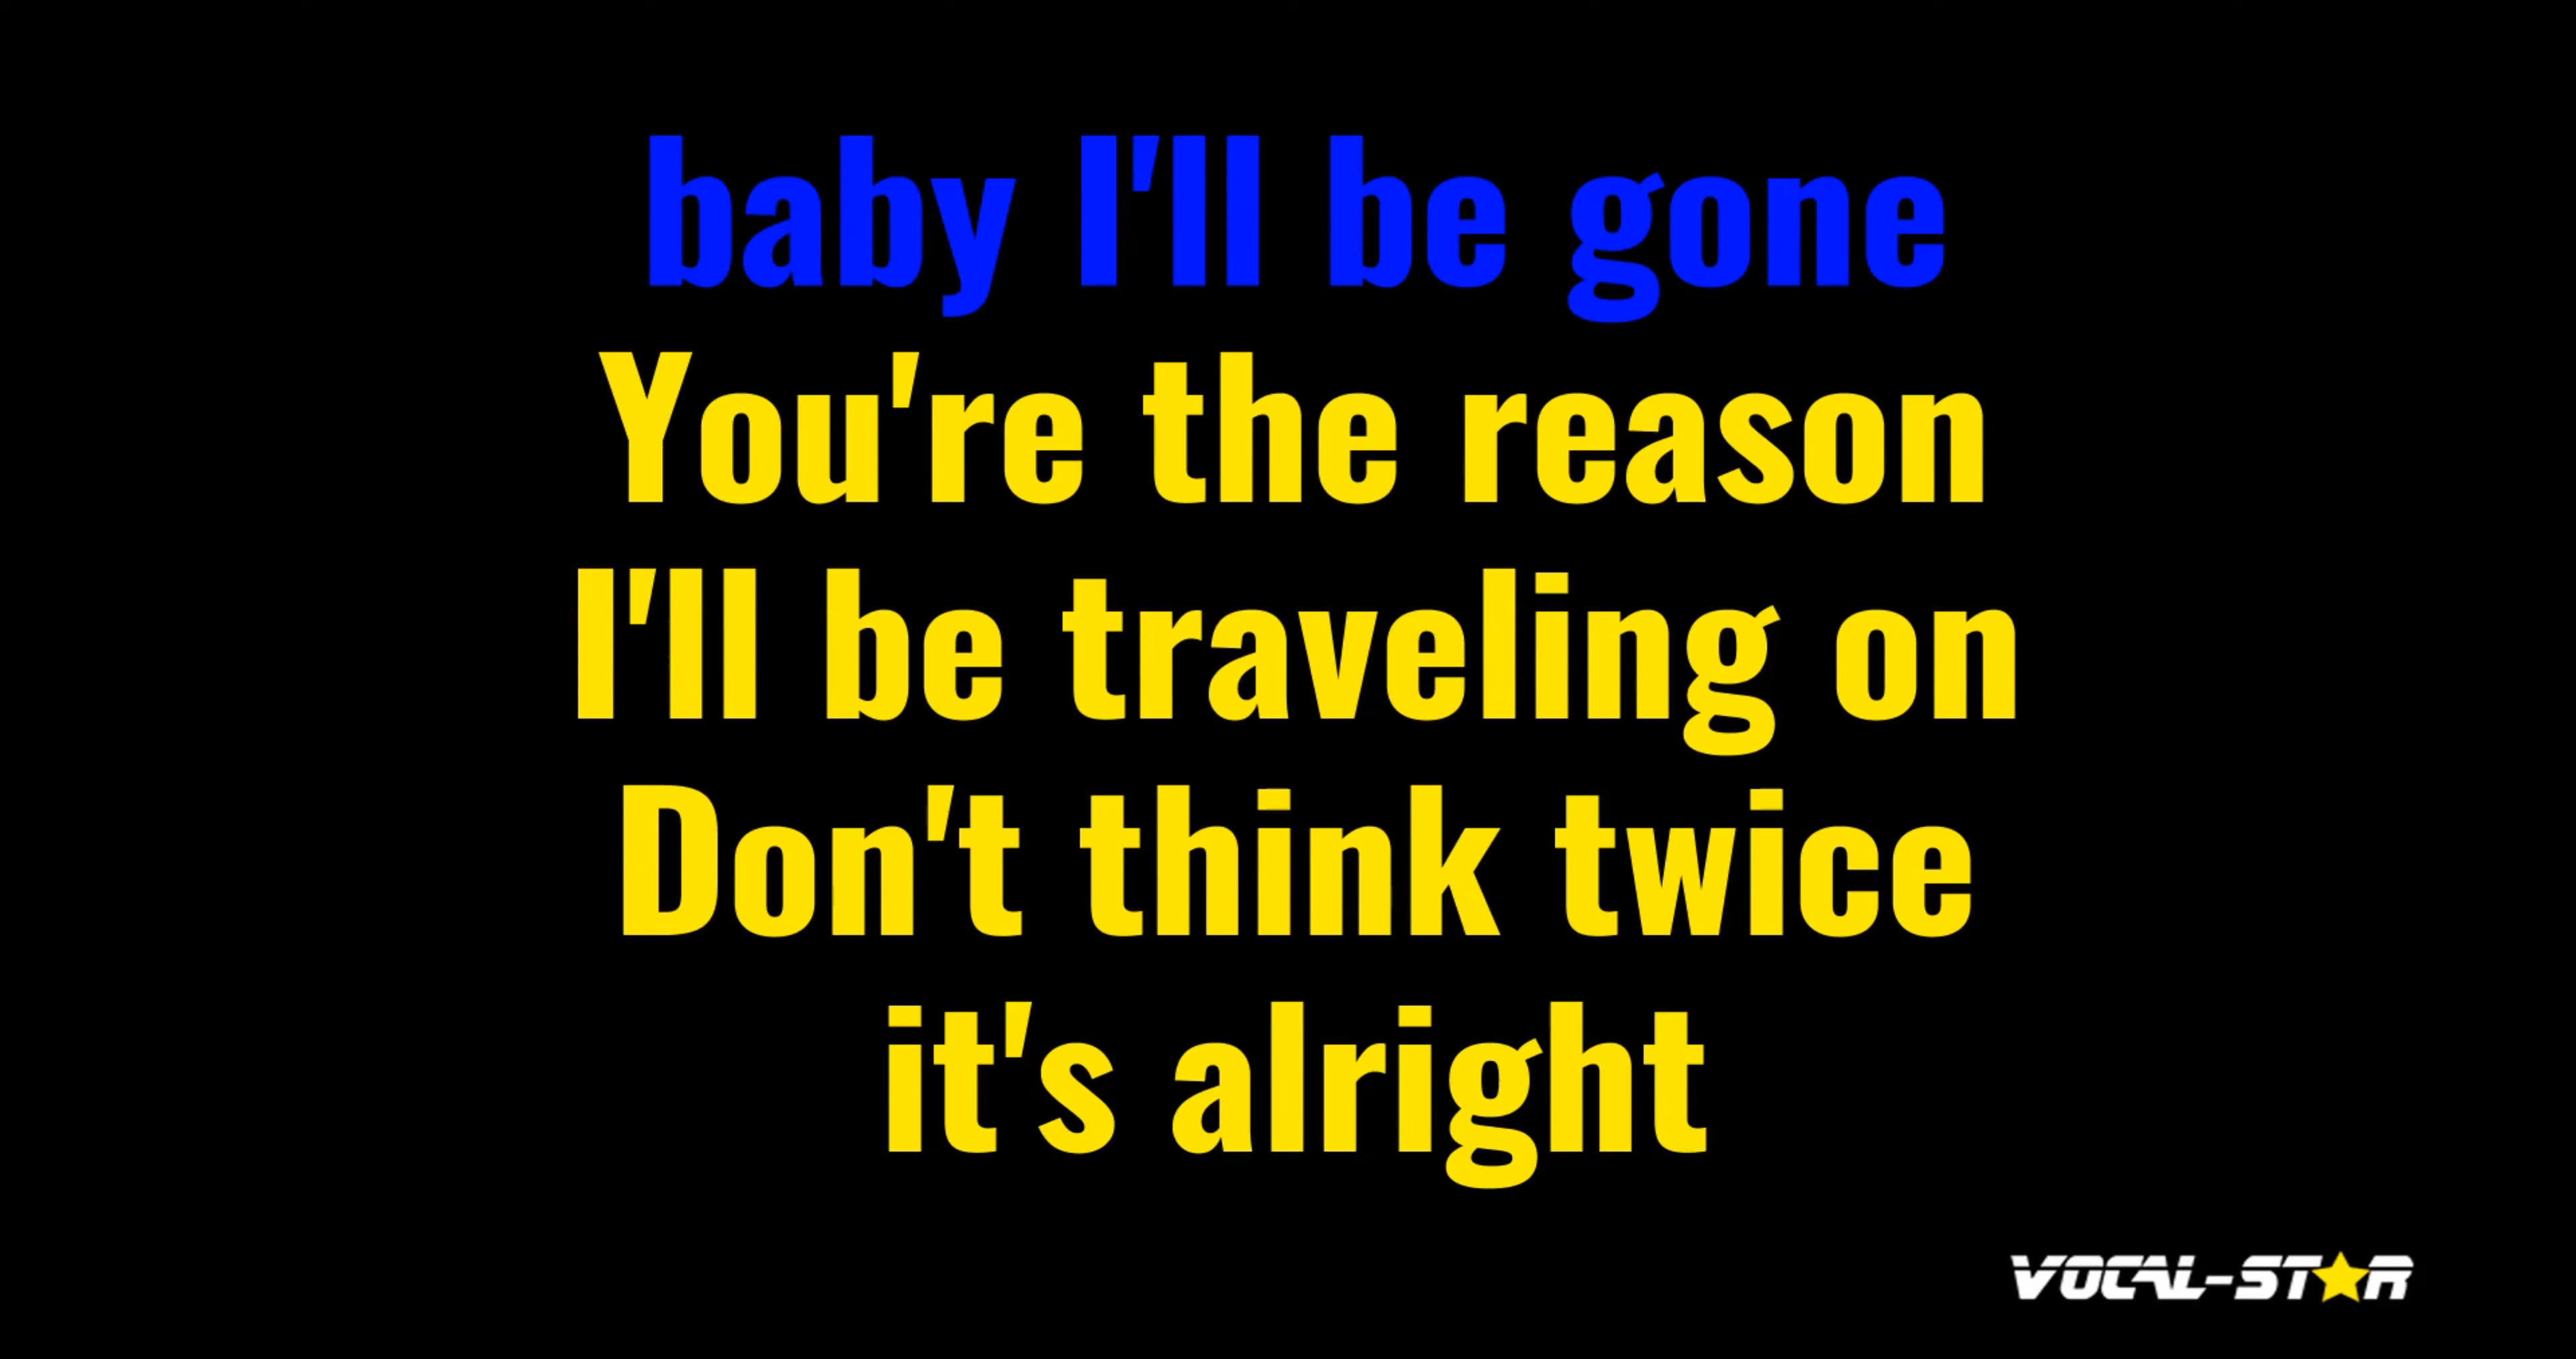 baby I'll be gone
You're the reason
I'll be traveling on
Don't think twice
it's alright
VOCAL-STAR